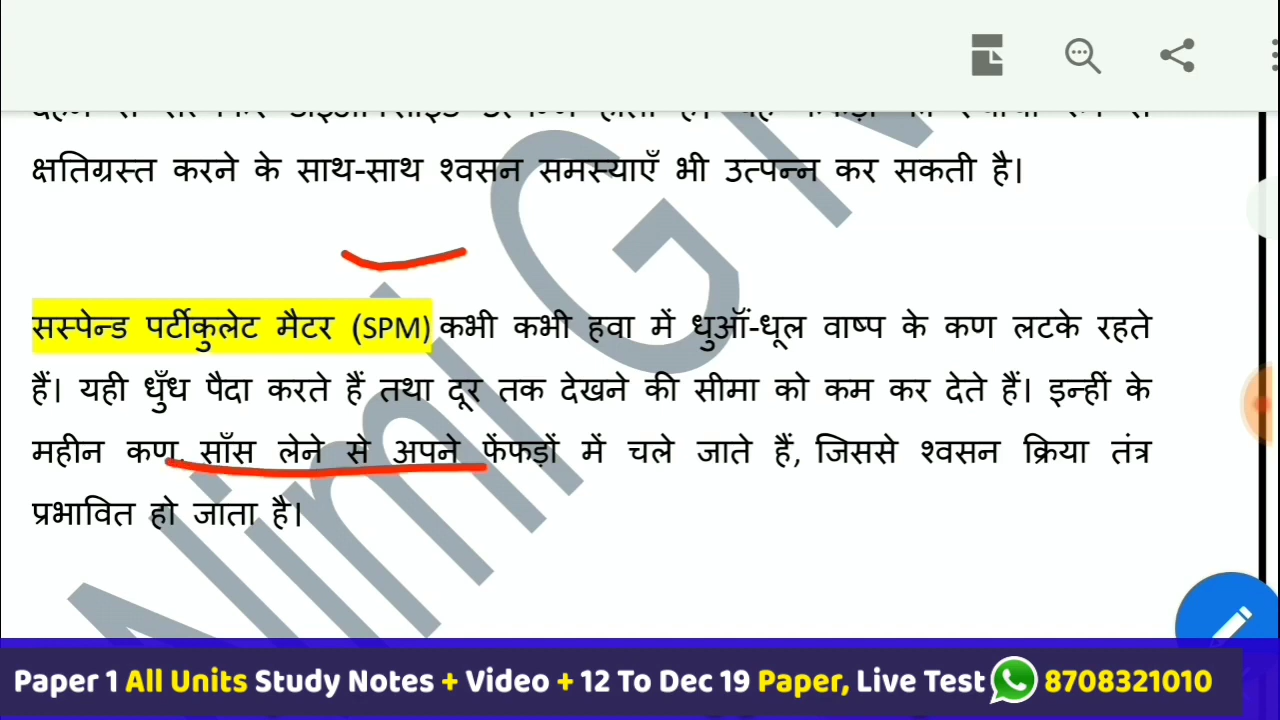 क्षतिग्रस्त करने के साथ-साथ श्वसन समस्याएँ भी उत्पन्न कर सकती है।
सस्पेन्ड पर्टीकुलेट मैटर (SPM) कभी कभी हवा में धुऑं-धूल वाष्प के कण लटके रहते
हैं। यही धुँध पैदा करते हैं तथा दूर तक देखने की सीमा को कम कर देते हैं। इन्हीं के
महीन कण, साँस लेने से अपने फेंफड़ों में चले जाते हैं, जिससे श्वसन क्रिया तंत्र
प्रभावित हो जाता है।
Paper 1 All Units Study Notes + Video + 12 To Dec 19 Paper, Live Test 8708321010